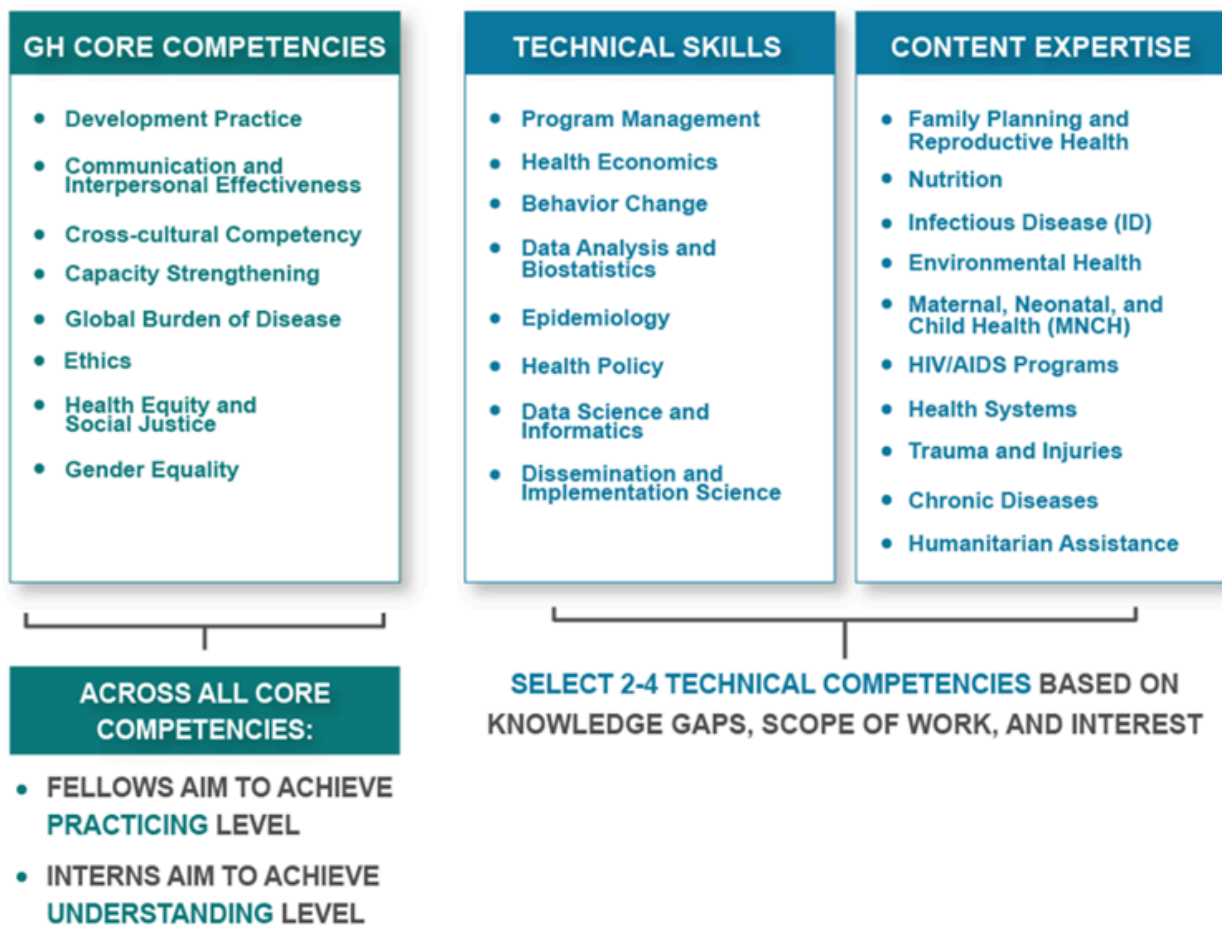 GH CORE COMPETENCIES
• Development Practice
• Communication and
Interpersonal Effectiveness
• Cross-cultural Competency
• Capacity Strengthening
• Global Burden of Disease
• Ethics
• Health Equity and
Social Justice
• Gender Equality
ACROSS ALL CORE
COMPETENCIES:
• FELLOWS AIM TO ACHIEVE
PRACTICING LEVEL
• INTERNS AIM TO ACHIEVE
UNDERSTANDING LEVEL
TECHNICAL SKILLS
• Program Management
• Health Economics
• Behavior Change
• Data Analysis and
Biostatistics
• Epidemiology
• Health Policy
• Data Science and
Informatics
• Dissemination and
Implementation Science
CONTENT EXPERTISE
• Family Planning and
Reproductive Health
• Nutrition
• Infectious Disease (ID)
• Environmental Health
• Maternal, Neonatal, and
Child Health (MNCH)
• HIV/AIDS Programs
• Health Systems
• Trauma and Injuries
• Chronic Diseases
• Humanitarian Assistance
SELECT 2-4 TECHNICAL COMPETENCIES BASED ON
KNOWLEDGE GAPS, SCOPE OF WORK, AND INTEREST